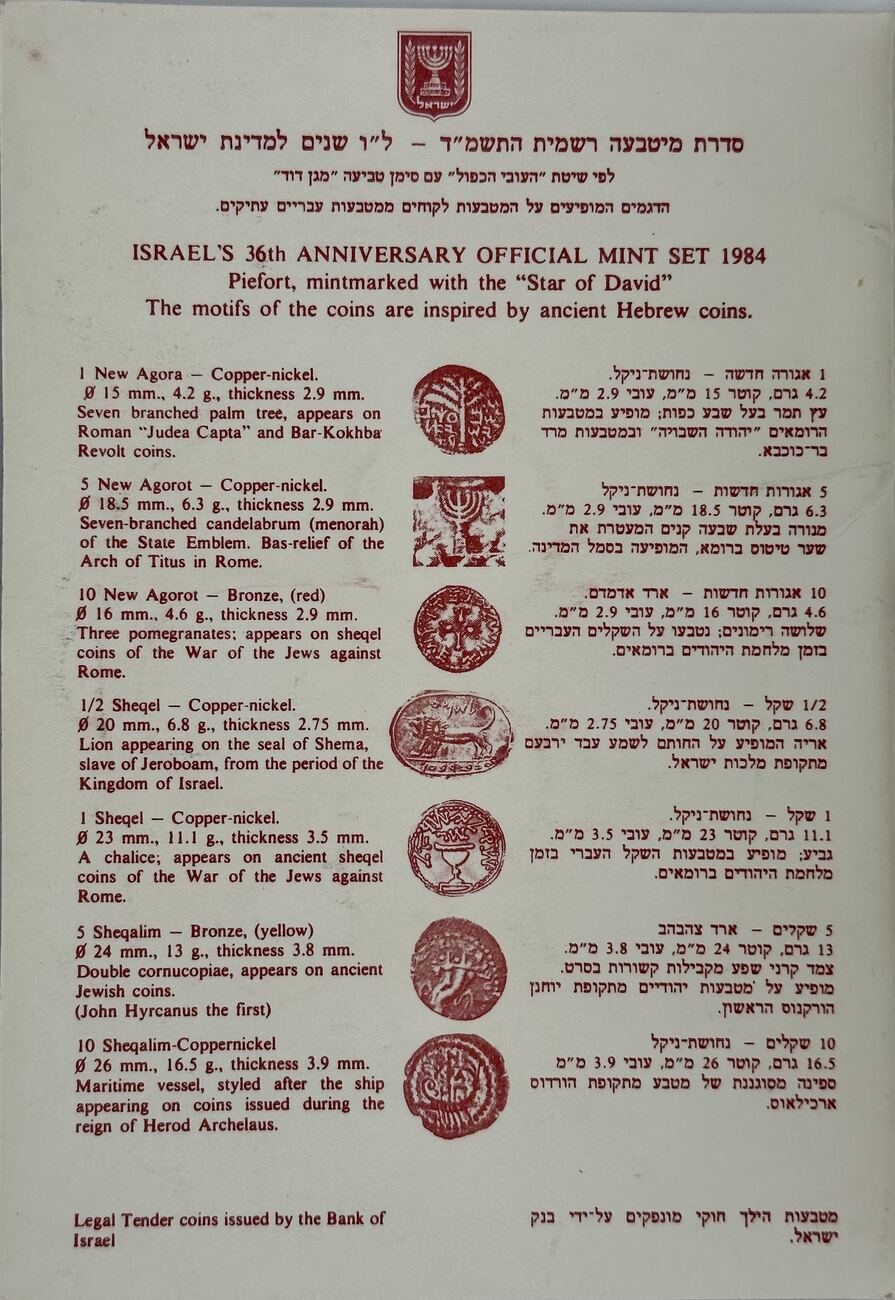 ישראל
סדרת מיטבעה רשמית התשמ״ד – ל״ו שנים למדינת ישראל
לפי שיטת ״העובי הכפול״ עם סימן טביעה ״מגן דוד״
הדגמים המופיעים על המטבעות לקוחים ממטבעות עבריים עתיקים.
ISRAEL'S 36th ANNIVERSARY OFFICIAL MINT SET 1984
Piefort, mintmarked with the “Star of David”
The motifs of the coins are inspired by ancient Hebrew coins.
1 New Agora – Copper-nickel.
Ø 15 mm., 4.2 g., thickness 2.9 mm.
Seven branched palm tree, appears on
Roman “Judea Capta” and Bar-Kokhba
Revolt coins.
1 אגורה חדשה – נחושת־ניקל.
4.2 גרם, קוטר 15 מ״מ, עובי 2.9 מ״מ.
עץ תמר בעל שבע כפות; מופיע במטבעות
הרומאים ״יהודה השבויה״ ובמטבעות מרד
בר־כוכבא.
5 New Agorot – Copper-nickel.
Ø 18.5 mm., 6.3 g., thickness 2.9 mm.
Seven-branched candelabrum (menorah)
of the State Emblem. Bas-relief of the
Arch of Titus in Rome.
5 אגורות חדשות – נחושת־ניקל
6.3 גרם, קוטר 18.5 מ״מ, עובי 2.9 מ״מ.
מנורה בעלת שבעה קנים המעטרת את
שער טיטוס ברומא, המופיעה בסמל המדינה.
10 New Agorot – Bronze, (red)
Ø 16 mm., 4.6 g., thickness 2.9 mm.
Three pomegranates; appears on sheqel
coins of the War of the Jews against
Rome.
10 אגורות חדשות – ארד אדמדם.
4.6 גרם, קוטר 16 מ״מ, עובי 2.9 מ״מ.
שלושה רימונים; נטבעו על השקלים העבריים
בזמן מלחמת היהודים ברומאים.
1/2 Sheqel – Copper-nickel.
Ø 20 mm., 6.8 g., thickness 2.75 mm.
Lion appearing on the seal of Shema,
slave of Jeroboam, from the period of the
Kingdom of Israel.
1/2 שקל – נחושת־ניקל.
6.8 גרם, קוטר 20 מ״מ, עובי 2.75 מ״מ.
אריה המופיע על החותם לשמע עבד ירבעם
מתקופת מלכות ישראל.
1 Sheqel – Copper-nickel.
Ø 23 mm., 11.1 g., thickness 3.5 mm.
A chalice; appears on ancient sheqel
coins of the War of the Jews against
Rome.
1 שקל – נחושת־ניקל.
11.1 גרם, קוטר 23 מ״מ, עובי 3.5 מ״מ.
גביע; מופיע במטבעות השקל העברי בזמן
מלחמת היהודים ברומאים.
5 Sheqalim – Bronze, (yellow)
Ø 24 mm., 13 g., thickness 3.8 mm.
Double cornucopiae, appears on ancient
Jewish coins.
(John Hyrcanus the first)
5 שקלים – ארד צהבהב
13 גרם, קוטר 24 מ״מ, עובי 3.8 מ״מ.
צמד קרני שפע מקבילות קשורות בסרט.
מופיע על מטבעות יהודיים מתקופת יוחנן
הורקנוס הראשון.
10 Sheqalim-Coppernickel
Ø 26 mm., 16.5 g., thickness 3.9 mm.
Maritime vessel, styled after the ship
appearing on coins issued during the
reign of Herod Archelaus.
10 שקלים – נחושת־ניקל
16.5 גרם, קוטר 26 מ״מ, עובי 3.9 מ״מ
ספינה מסוגננת של מטבע מתקופת הורדוס
ארכילאוס.
Legal Tender coins issued by the Bank of
Israel
מטבעות הילך חוקי מונפקים על־ידי בנק
ישראל.